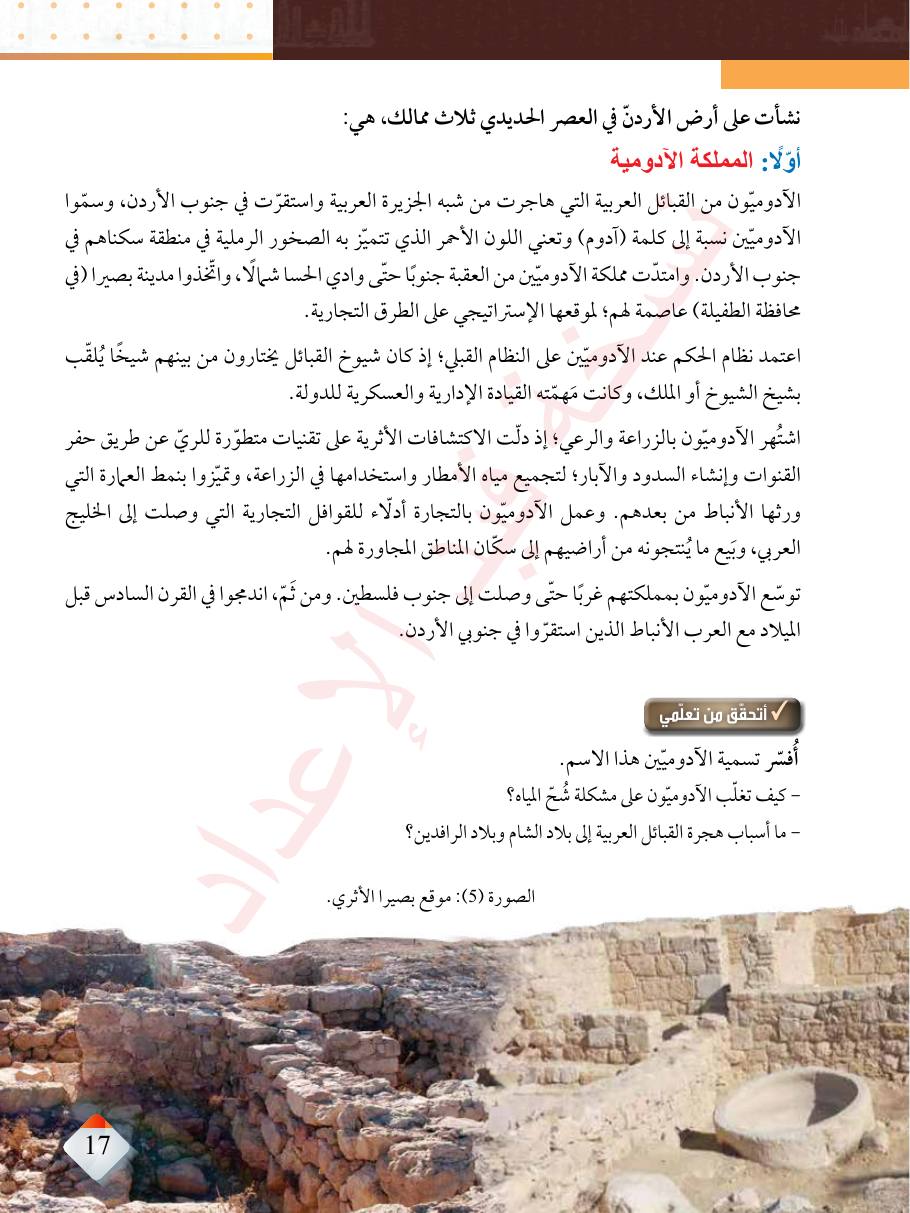 نشأت على أرض الأردنّ في العصر الحديدي ثلاث ممالك، هي:
أوّلًا: المملكة الآدومية
الآدوميّون من القبائل العربية التي هاجرت من شبه الجزيرة العربية واستقرّت في جنوب الأردن، وسمّوا
الآدوميّين نسبة إلى كلمة (آدوم) وتعني اللون الأحمر الذي تتميّز به الصخور الرملية في منطقة سكناهم في
جنوب الأردن. وامتدّت مملكة الآدوميّين من العقبة جنوبًا حتّى وادي الحسا شمالًا، واتّخذوا مدينة بصيرا (في
محافظة الطفيلة) عاصمة لهم؛ لموقعها الإستراتيجي على الطرق التجارية.
اعتمد نظام الحكم عند الآدوميّين على النظام القبلي؛ إذ كان شيوخ القبائل يختارون من بينهم شيخًا يُلقّب
بشيخ الشيوخ أو الملك، وكانت مَهمّته القيادة الإدارية والعسكرية للدولة.
اشتُهر الآدوميّون بالزراعة والرعي؛ إذ دلّت الاكتشافات الأثرية على تقنيات متطوّرة للريّ عن طريق حفر
القنوات وإنشاء السدود والآبار؛ لتجميع مياه الأمطار واستخدامها في الزراعة، وتميّزوا بنمط العمارة التي
ورثها الأنباط من بعدهم. وعمل الآدوميّون بالتجارة أدلّاء للقوافل التجارية التي وصلت إلى الخليج
العربي، وبَيع ما يُنتجونه من أراضيهم إلى سكّان المناطق المجاورة لهم.
توسّع الآدوميّون بمملكتهم غربًا حتّى وصلت إلى جنوب فلسطين. ومن ثَمّ، اندمجوا في القرن السادس قبل
الميلاد مع العرب الأنباط الذين استقرّوا في جنوبي الأردن.
أتحقّق من تعلّمي
أُفسّر تسمية الآدوميّين هذا الاسم.
– كيف تغلّب الآدوميّون على مشكلة شُحّ المياه؟
– ما أسباب هجرة القبائل العربية إلى بلاد الشام وبلاد الرافدين؟
الصورة (5): موقع بصيرا الأثري.
17
نسخة قيد الإعداد